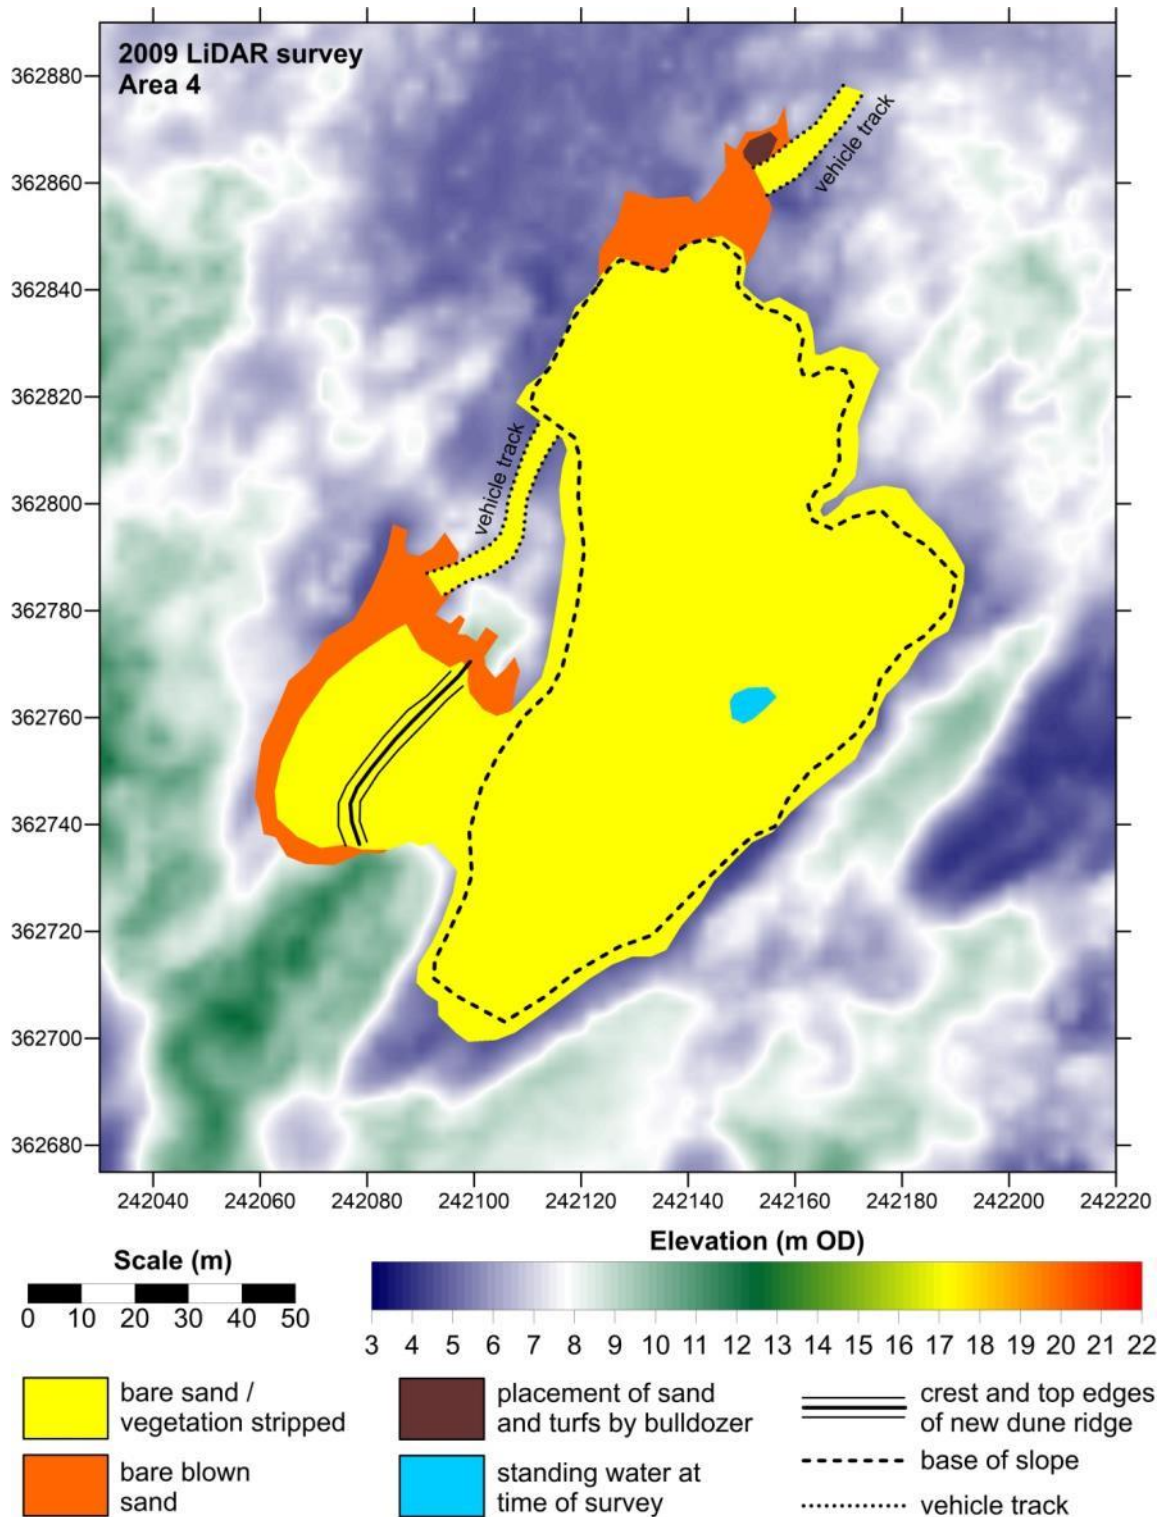 2009 LiDAR survey
Area 4
362880
362860
362840
362820
362800
362780
362760
362740
362720
362700
362680
vehicle track
vehicle track
242040 242060 242080 242100 242120 242140 242160 242180 242200 242220
Scale (m)
0 10 20 30 40 50
Elevation (m OD)
3 4 5 6 7 8 9 10 11 12 13 14 15 16 17 18 19 20 21 22
bare sand /
vegetation stripped
bare blown
sand
placement of sand
and turfs by bulldozer
standing water at
time of survey
crest and top edges
of new dune ridge
base of slope
vehicle track